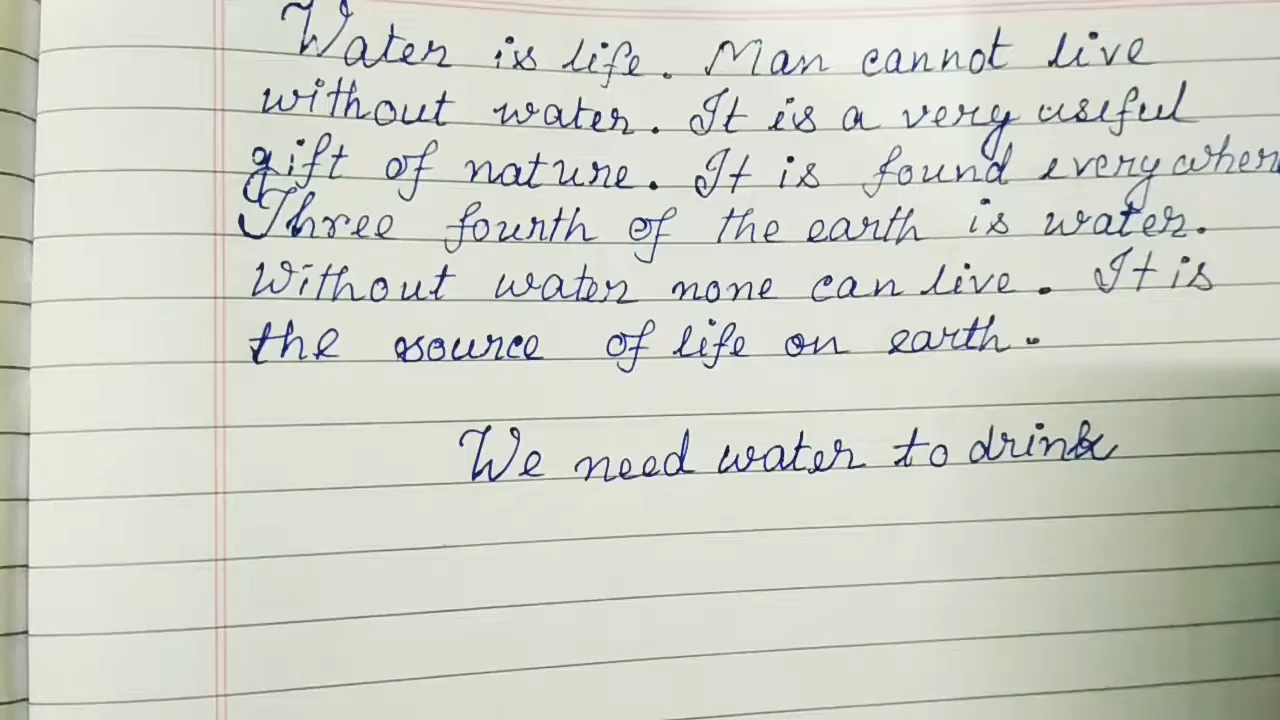 Water is life. Man cannot live
without water. It is a very useful
gift of nature. It is found everywher
Three fourth of the earth is water.
Without water none can live. It is
the source of life on earth.
We need water to drink